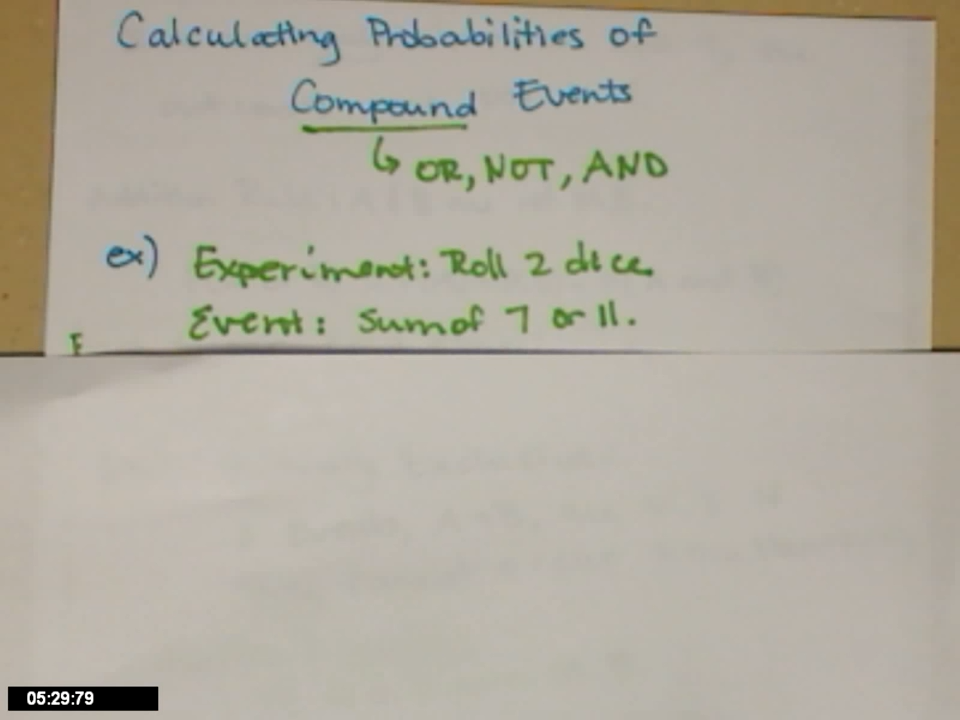 Calculating Probabilities of
Compound Events
OR, NOT, AND
ex) Experiment: Roll 2 dice
Event: Sum of 7 or 11.
05:29:79